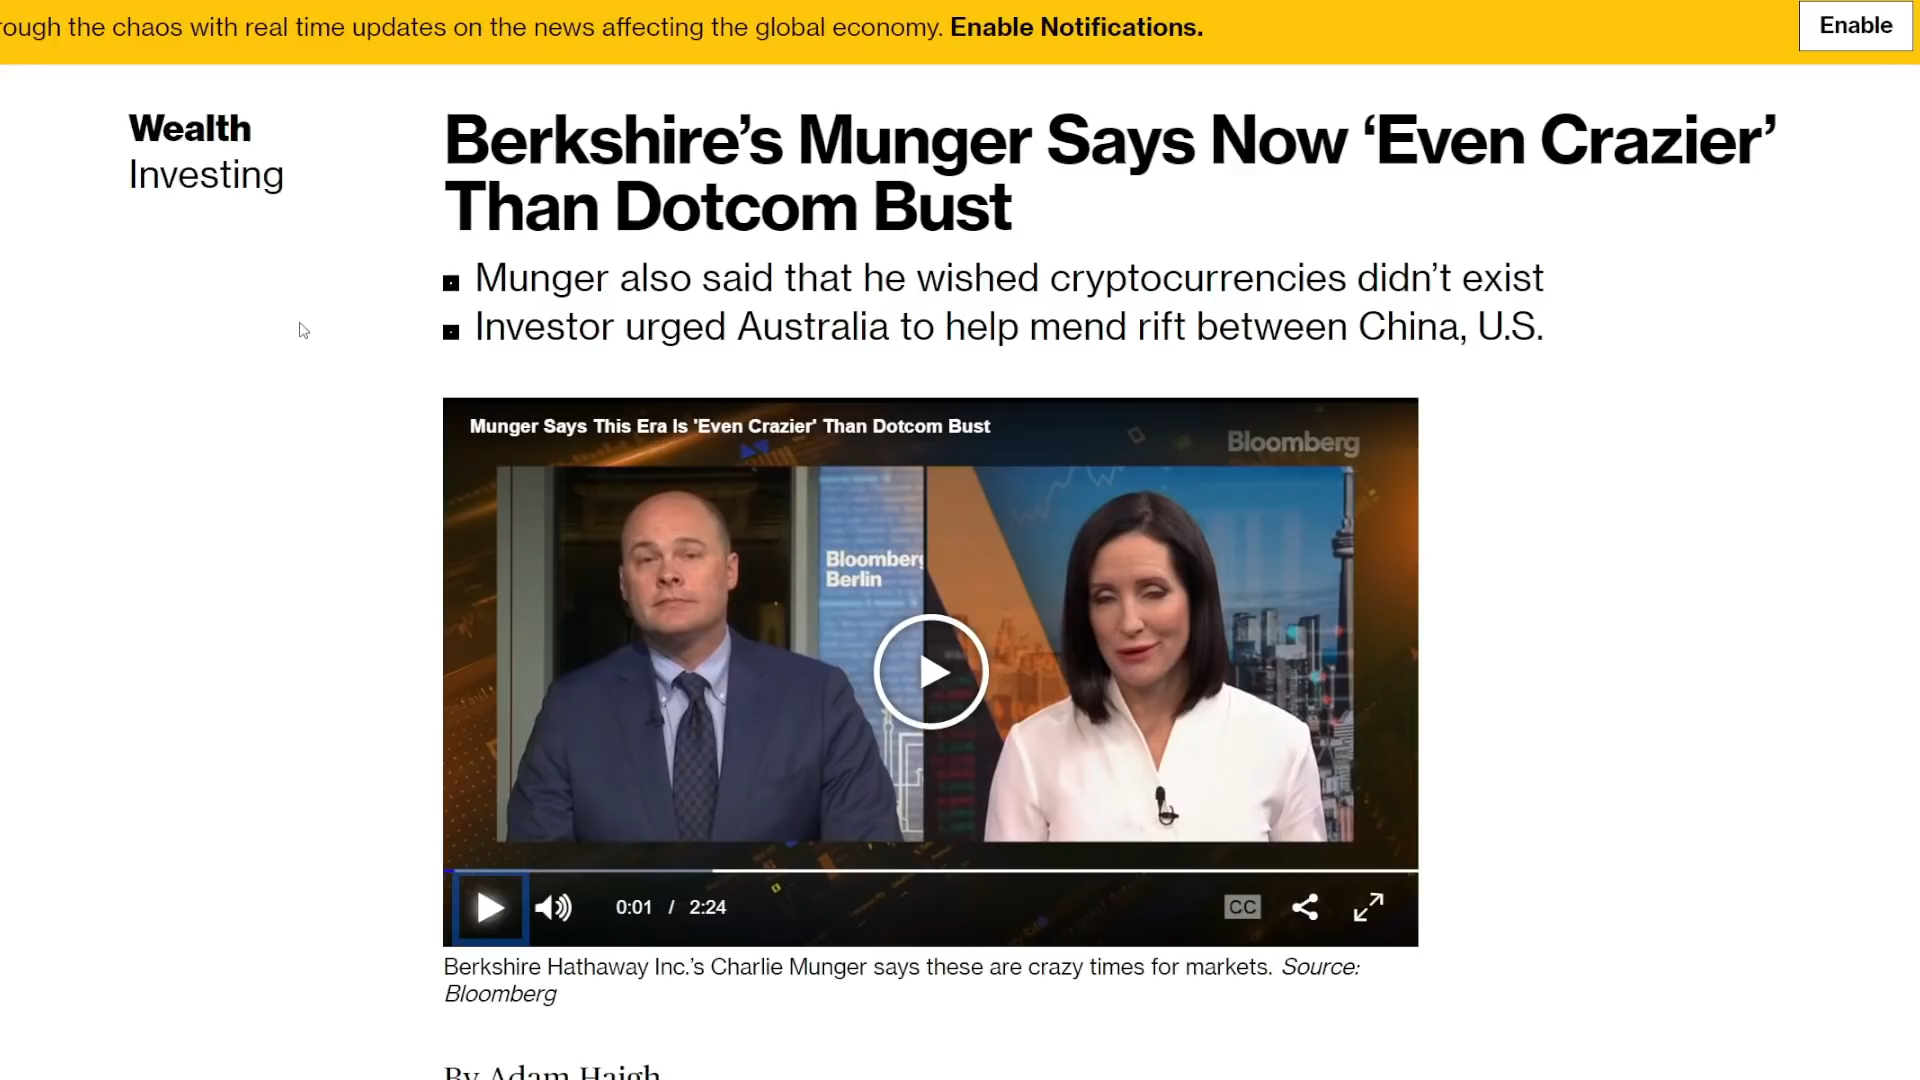 rough the chaos with real time updates on the news affecting the global economy. Enable Notifications.
Enable
Wealth
Investing
Berkshire’s Munger Says Now ‘Even Crazier’
Than Dotcom Bust
Munger also said that he wished cryptocurrencies didn’t exist
Investor urged Australia to help mend rift between China, U.S.
Munger Says This Era Is 'Even Crazier' Than Dotcom Bust
Bloomberg
Bloomberg
Berlin
0:01 / 2:24
CC
Berkshire Hathaway Inc.’s Charlie Munger says these are crazy times for markets. Source:
Bloomberg
By Adam Haigh